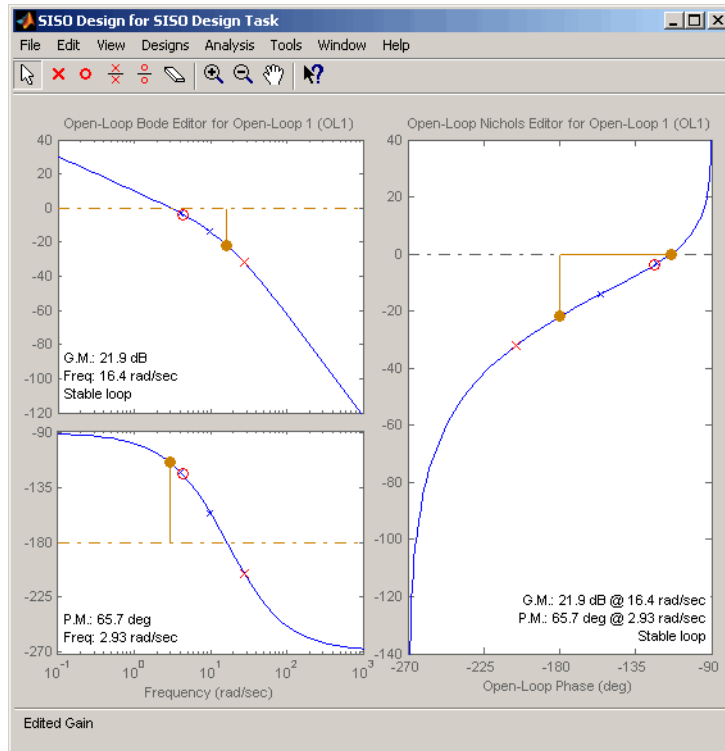 SISO Design for SISO Design Task
File Edit View Designs Analysis Tools Window Help
Open-Loop Bode Editor for Open-Loop 1 (OL1)
40
20
0
-20
-40
-60
-80
-100
-120
G.M.: 21.9 dB
Freq: 16.4 rad/sec
Stable loop
-90
-135
-180
-225
-270
P.M.: 65.7 deg
Freq: 2.93 rad/sec
10^-1 10^0 10^1 10^2 10^3
Frequency (rad/sec)
Open-Loop Nichols Editor for Open-Loop 1 (OL1)
40
20
0
-20
-40
-60
-80
-100
-120
-140
G.M.: 21.9 dB @ 16.4 rad/sec
P.M.: 65.7 deg @ 2.93 rad/sec
Stable loop
-270 -225 -180 -135 -90
Open-Loop Phase (deg)
Edited Gain